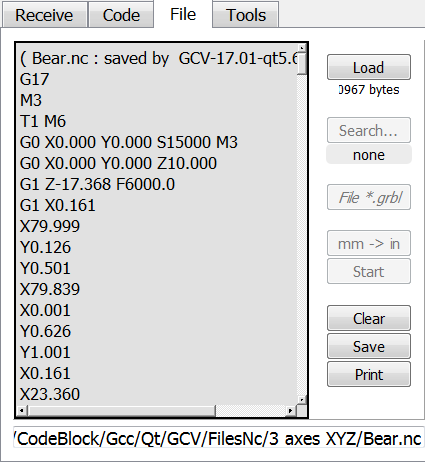 Receive Code File Tools
( Bear.nc : saved by  GCV-17.01-qt5.6
G17
M3
T1 M6
G0 X0.000 Y0.000 S15000 M3
G0 X0.000 Y0.000 Z10.000
G1 Z-17.368 F6000.0
G1 X0.161
X79.999
Y0.126
Y0.501
X79.839
X0.001
Y0.626
Y1.001
X0.161
X23.360
Load
0967 bytes
Search...
none
File *.grbl
mm -> in
Start
Clear
Save
Print
/CodeBlock/Gcc/Qt/GCV/FilesNc/3 axes XYZ/Bear.nc